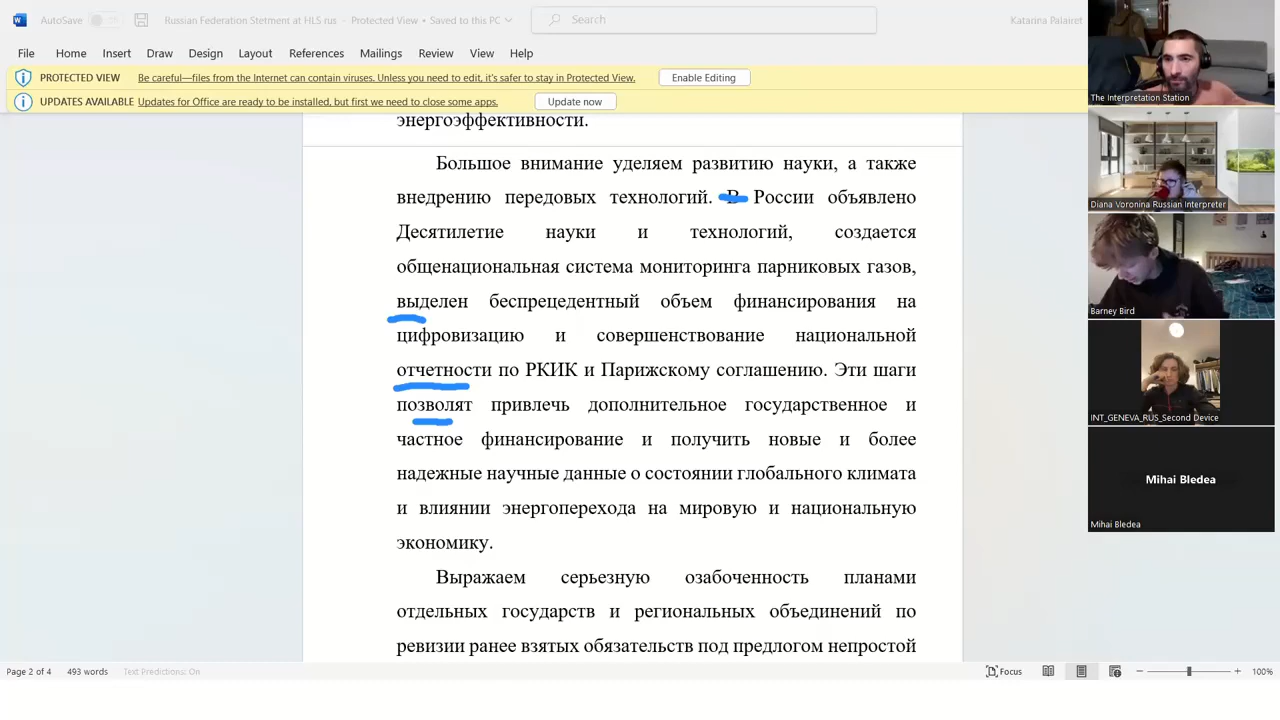 AutoSave
Off
Russian Federation Stetment at HLS rus - Protected View • Saved to this PC
Search
Katarina Palairet
File Home Insert Draw Design Layout References Mailings Review View Help
PROTECTED VIEW Be careful—files from the Internet can contain viruses. Unless you need to edit, it's safer to stay in Protected View. Enable Editing
UPDATES AVAILABLE Updates for Office are ready to be installed, but first we need to close some apps. Update now
энергоэффективности.
Большое внимание уделяем развитию науки, а также
внедрению передовых технологий. В России объявлено
Десятилетие науки и технологий, создается
общенациональная система мониторинга парниковых газов,
выделен беспрецедентный объем финансирования на
цифровизацию и совершенствование национальной
отчетности по РКИК и Парижскому соглашению. Эти шаги
позволят привлечь дополнительное государственное и
частное финансирование и получить новые и более
надежные научные данные о состоянии глобального климата
и влиянии энергоперехода на мировую и национальную
экономику.
Выражаем серьезную озабоченность планами
отдельных государств и региональных объединений по
ревизии ранее взятых обязательств под предлогом непростой
The Interpretation Station
Diana Voronina Russian Interpreter
Barney Bird
INT_GENEVA_RUS_Second Device
Mihai Bledea
Mihai Bledea
Page 2 of 4 493 words Text Predictions: On
Focus
100%